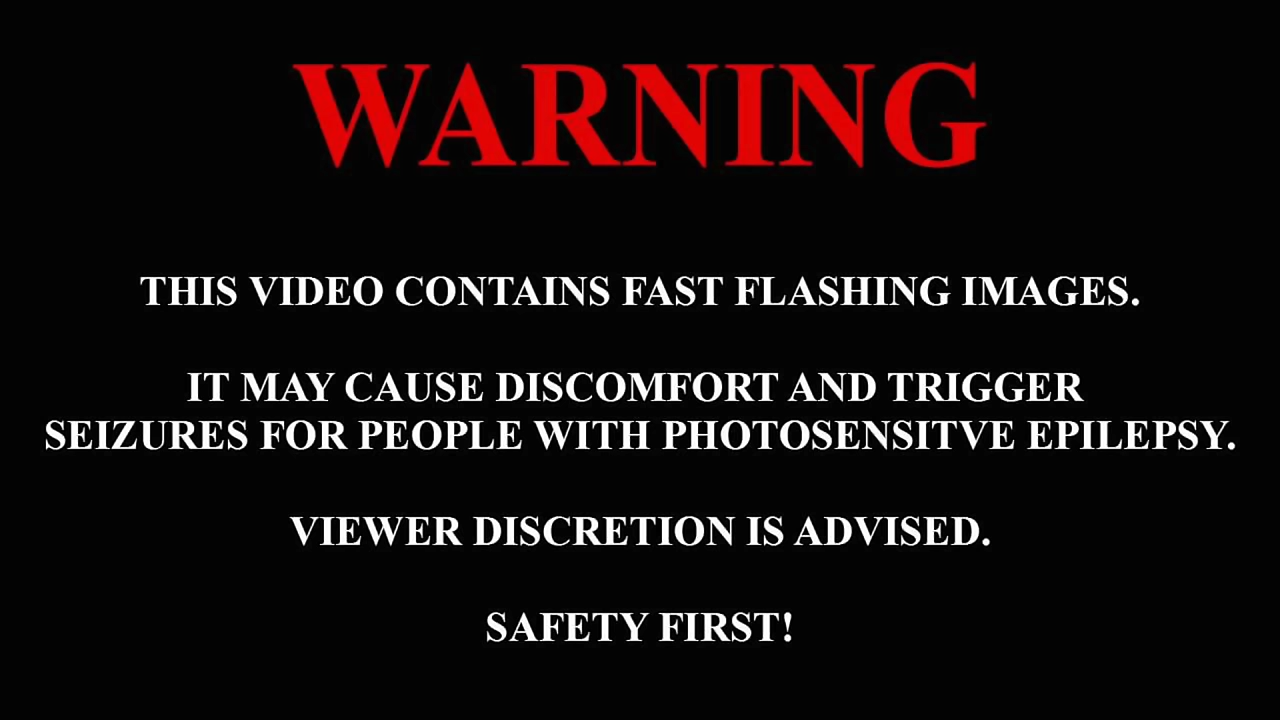 WARNING
THIS VIDEO CONTAINS FAST FLASHING IMAGES.
IT MAY CAUSE DISCOMFORT AND TRIGGER
SEIZURES FOR PEOPLE WITH PHOTOSENSITVE EPILEPSY.
VIEWER DISCRETION IS ADVISED.
SAFETY FIRST!